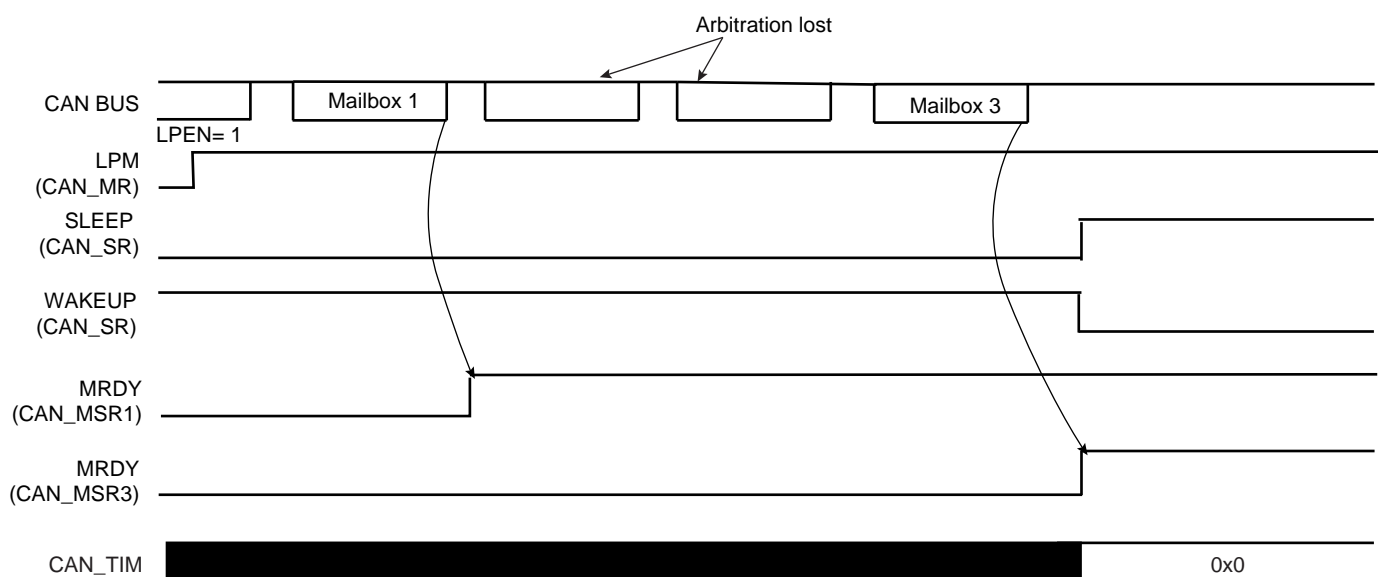 Arbitration lost
CAN BUS
Mailbox 1
Mailbox 3
LPEN= 1
LPM
(CAN_MR)
SLEEP
(CAN_SR)
WAKEUP
(CAN_SR)
MRDY
(CAN_MSR1)
MRDY
(CAN_MSR3)
CAN_TIM
0x0